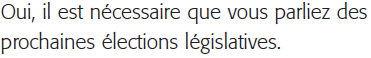 Oui, il est nécessaire que vous parliez des
prochaines élections législatives.